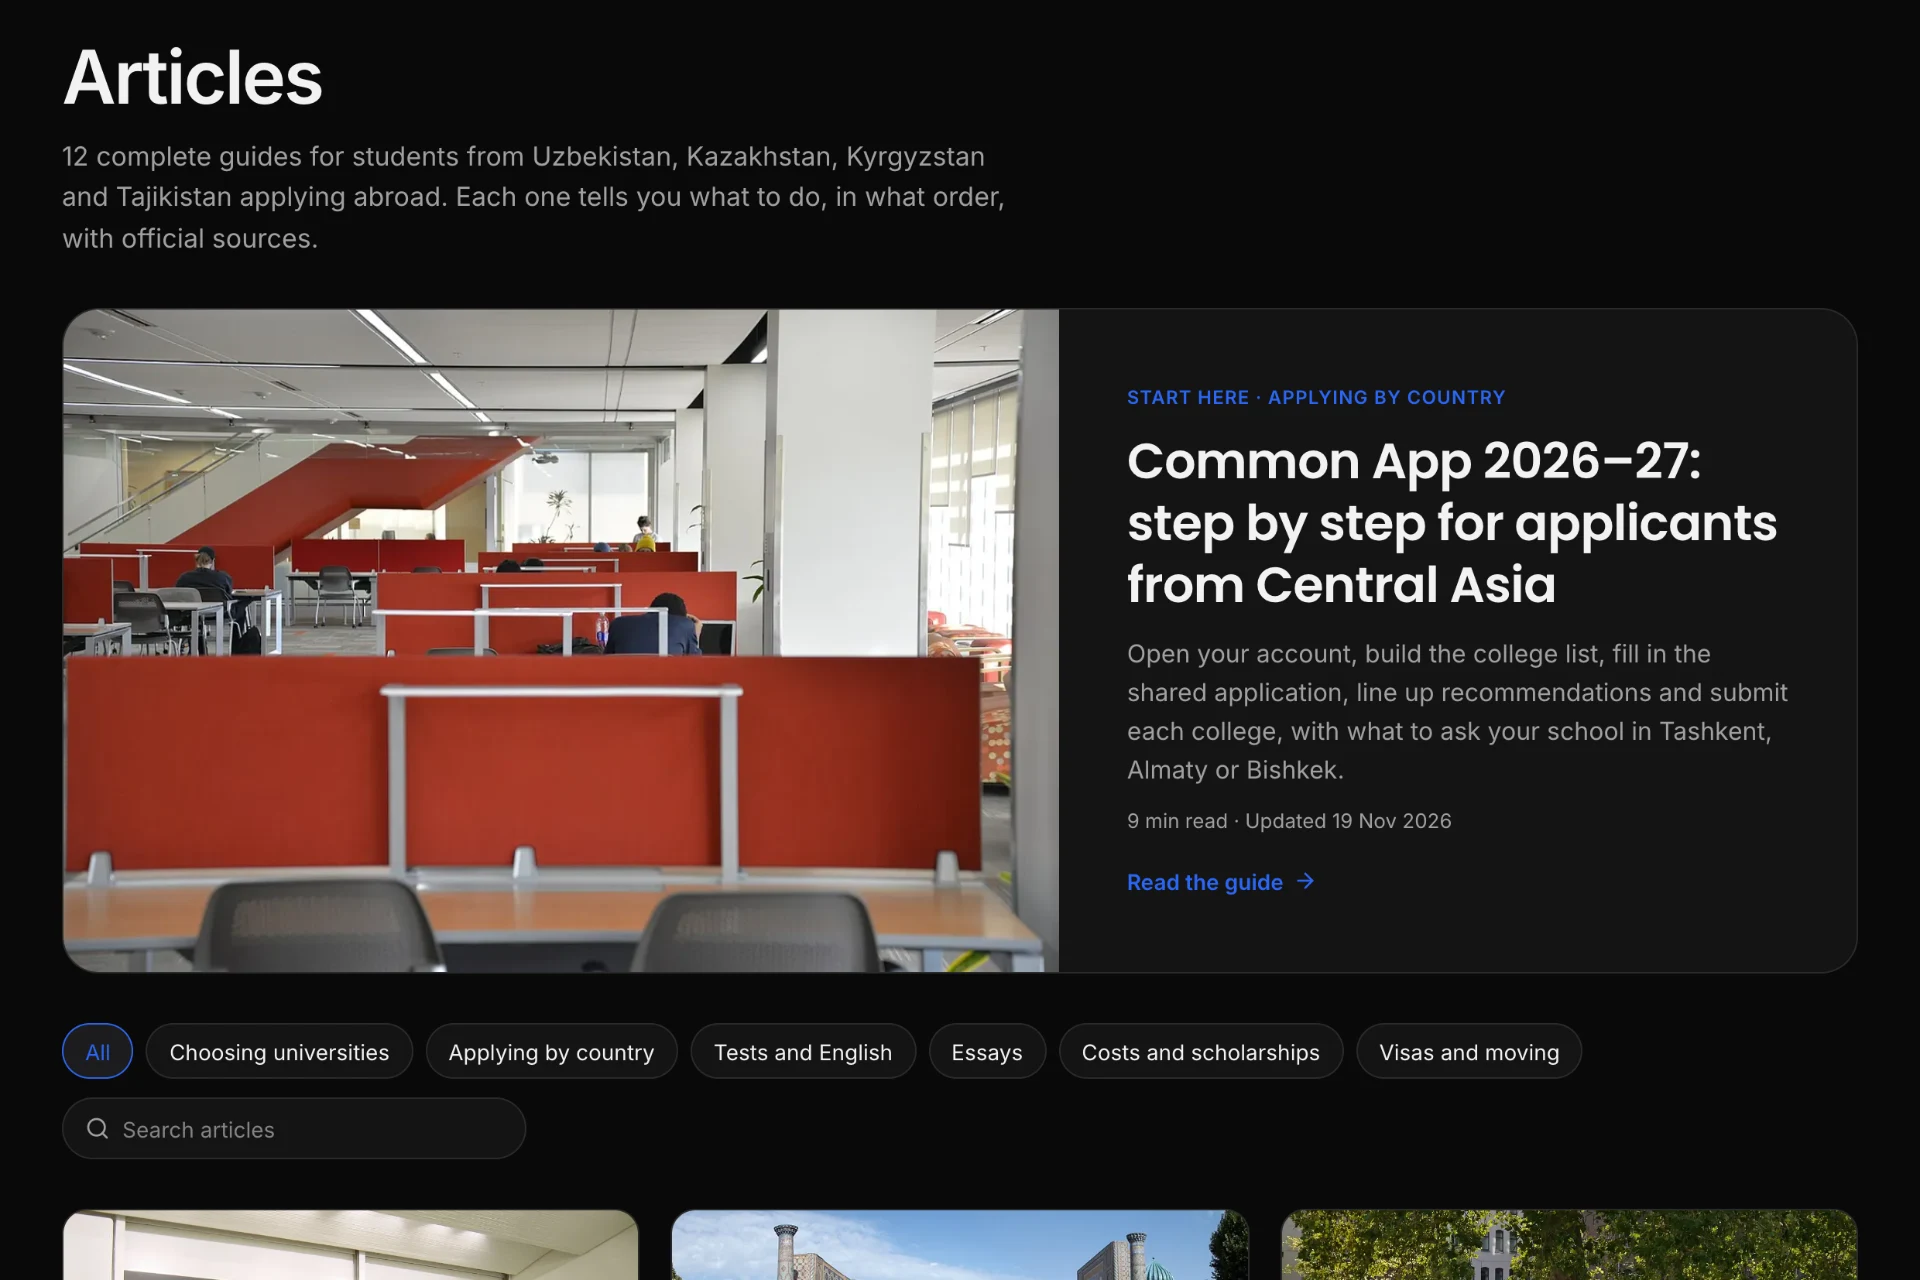 Articles
12 complete guides for students from Uzbekistan, Kazakhstan, Kyrgyzstan
and Tajikistan applying abroad. Each one tells you what to do, in what order,
with official sources.
START HERE · APPLYING BY COUNTRY
Common App 2026–27:
step by step for applicants
from Central Asia
Open your account, build the college list, fill in the
shared application, line up recommendations and submit
each college, with what to ask your school in Tashkent,
Almaty or Bishkek.
9 min read · Updated 19 Nov 2026
Read the guide →
All
Choosing universities
Applying by country
Tests and English
Essays
Costs and scholarships
Visas and moving
Search articles